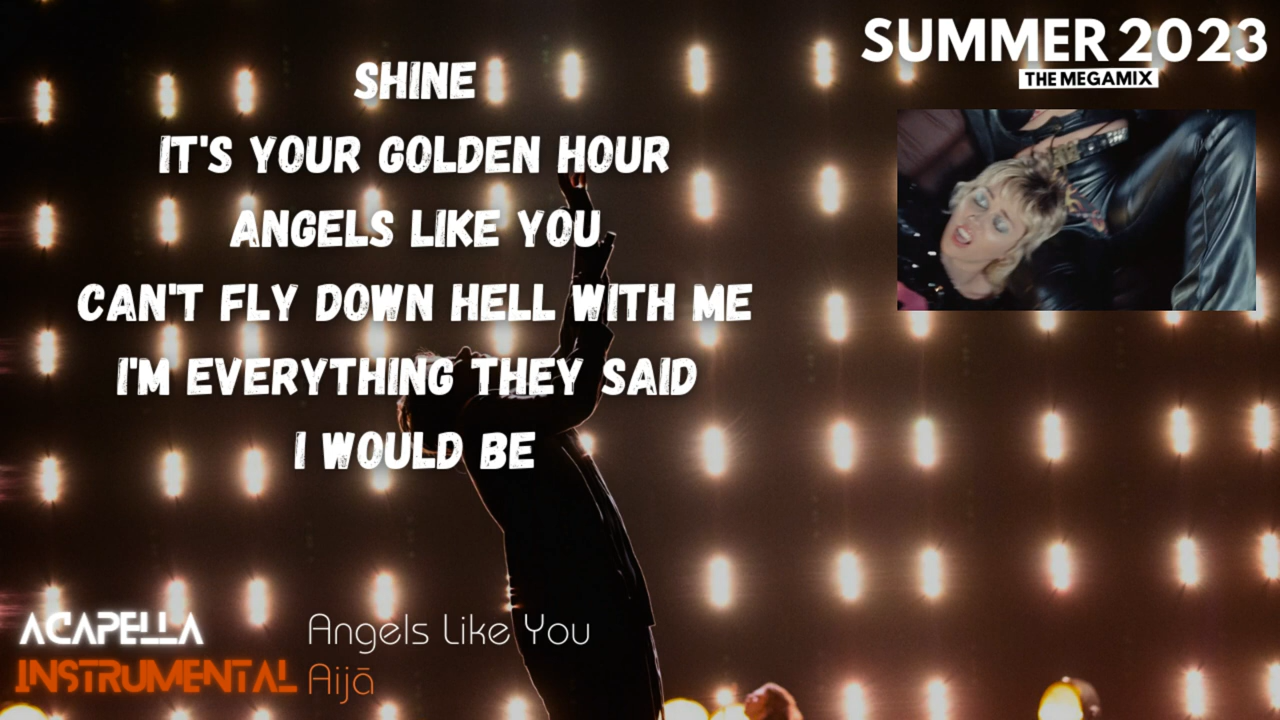 SUMMER 2023
THE MEGAMIX
SHINE
IT'S YOUR GOLDEN HOUR
ANGELS LIKE YOU
CAN'T FLY DOWN HELL WITH ME
I'M EVERYTHING THEY SAID
I WOULD BE
ACAPELLA Angels Like You
INSTRUMENTAL Aijā